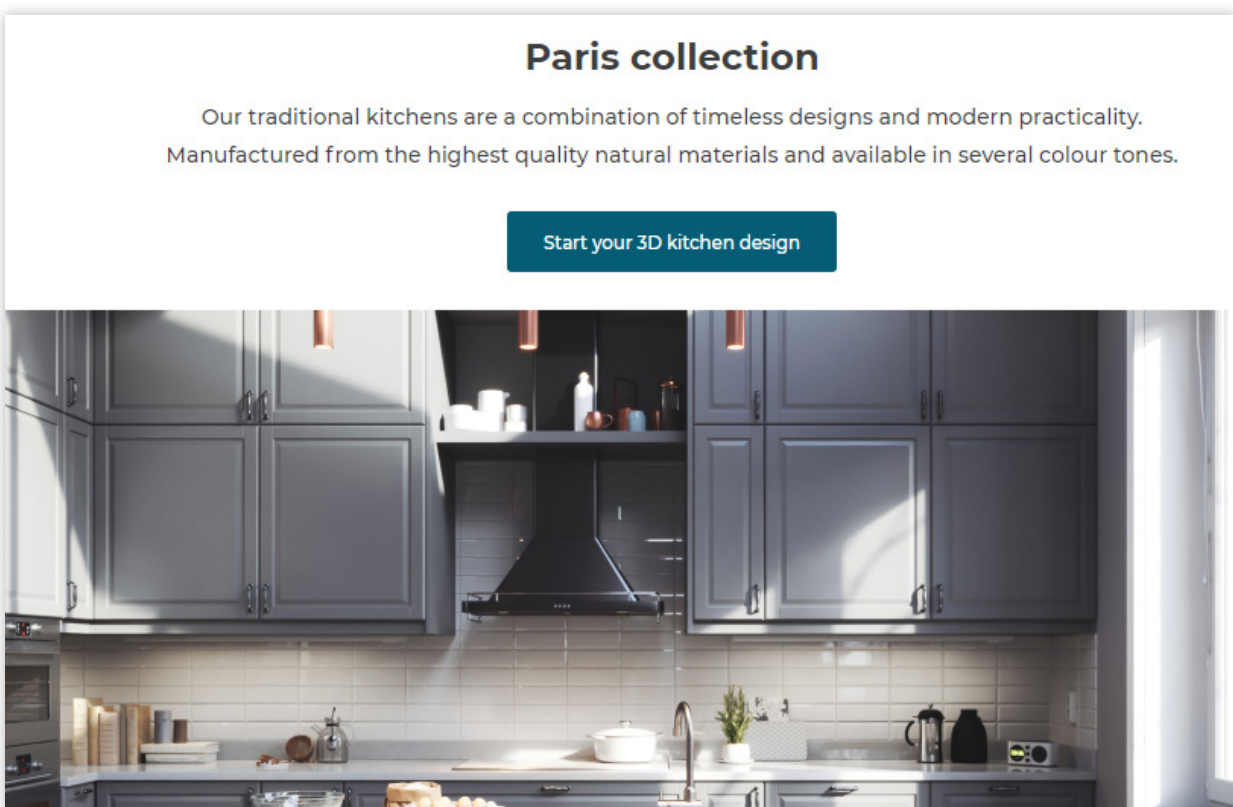 Paris collection
Our traditional kitchens are a combination of timeless designs and modern practicality.
Manufactured from the highest quality natural materials and available in several colour tones.
Start your 3D kitchen design